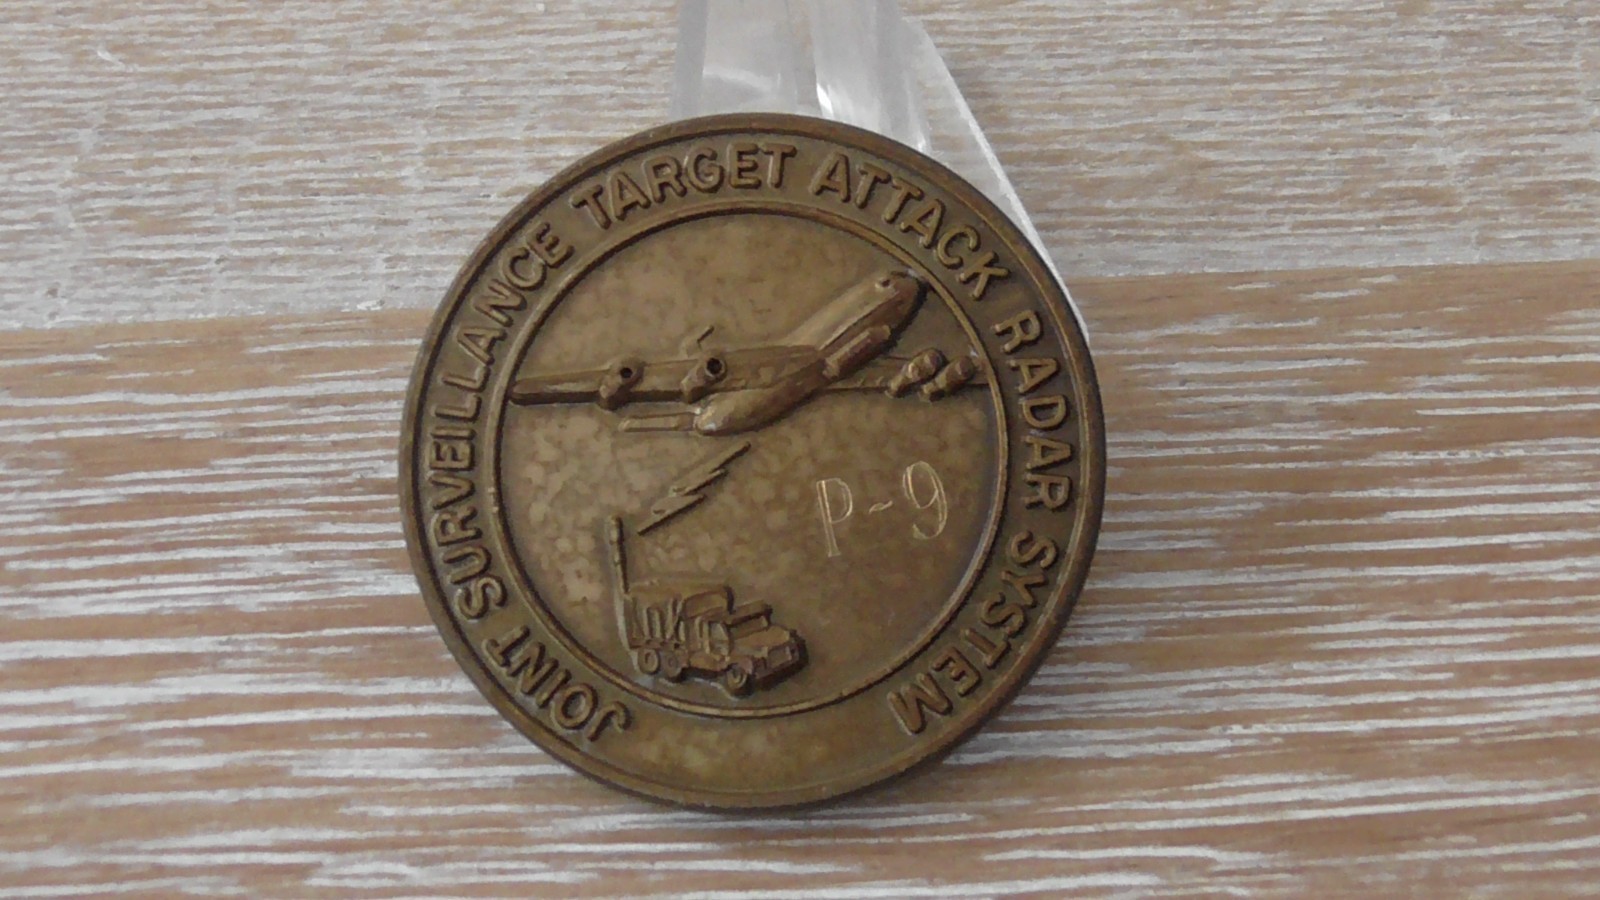 JOINT SURVEILLANCE TARGET ATTACK RADAR SYSTEM
P-9